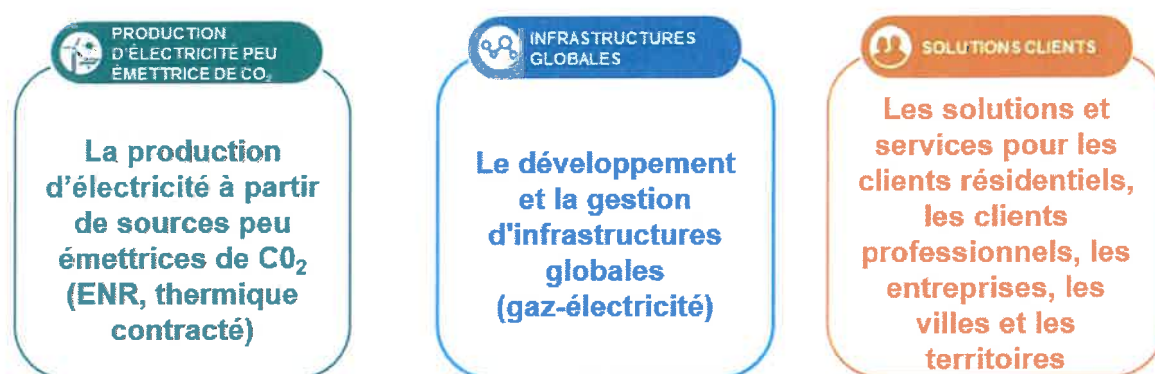 PRODUCTION
D'ÉLECTRICITÉ PEU
ÉMETTRICE DE CO₂
La production
d'électricité à partir
de sources peu
émettrices de C0₂
(ENR, thermique
contracté)
INFRASTRUCTURES
GLOBALES
Le développement
et la gestion
d'infrastructures
globales
(gaz-électricité)
SOLUTIONS CLIENTS
Les solutions et
services pour les
clients résidentiels,
les clients
professionnels, les
entreprises, les
villes et les
territoires